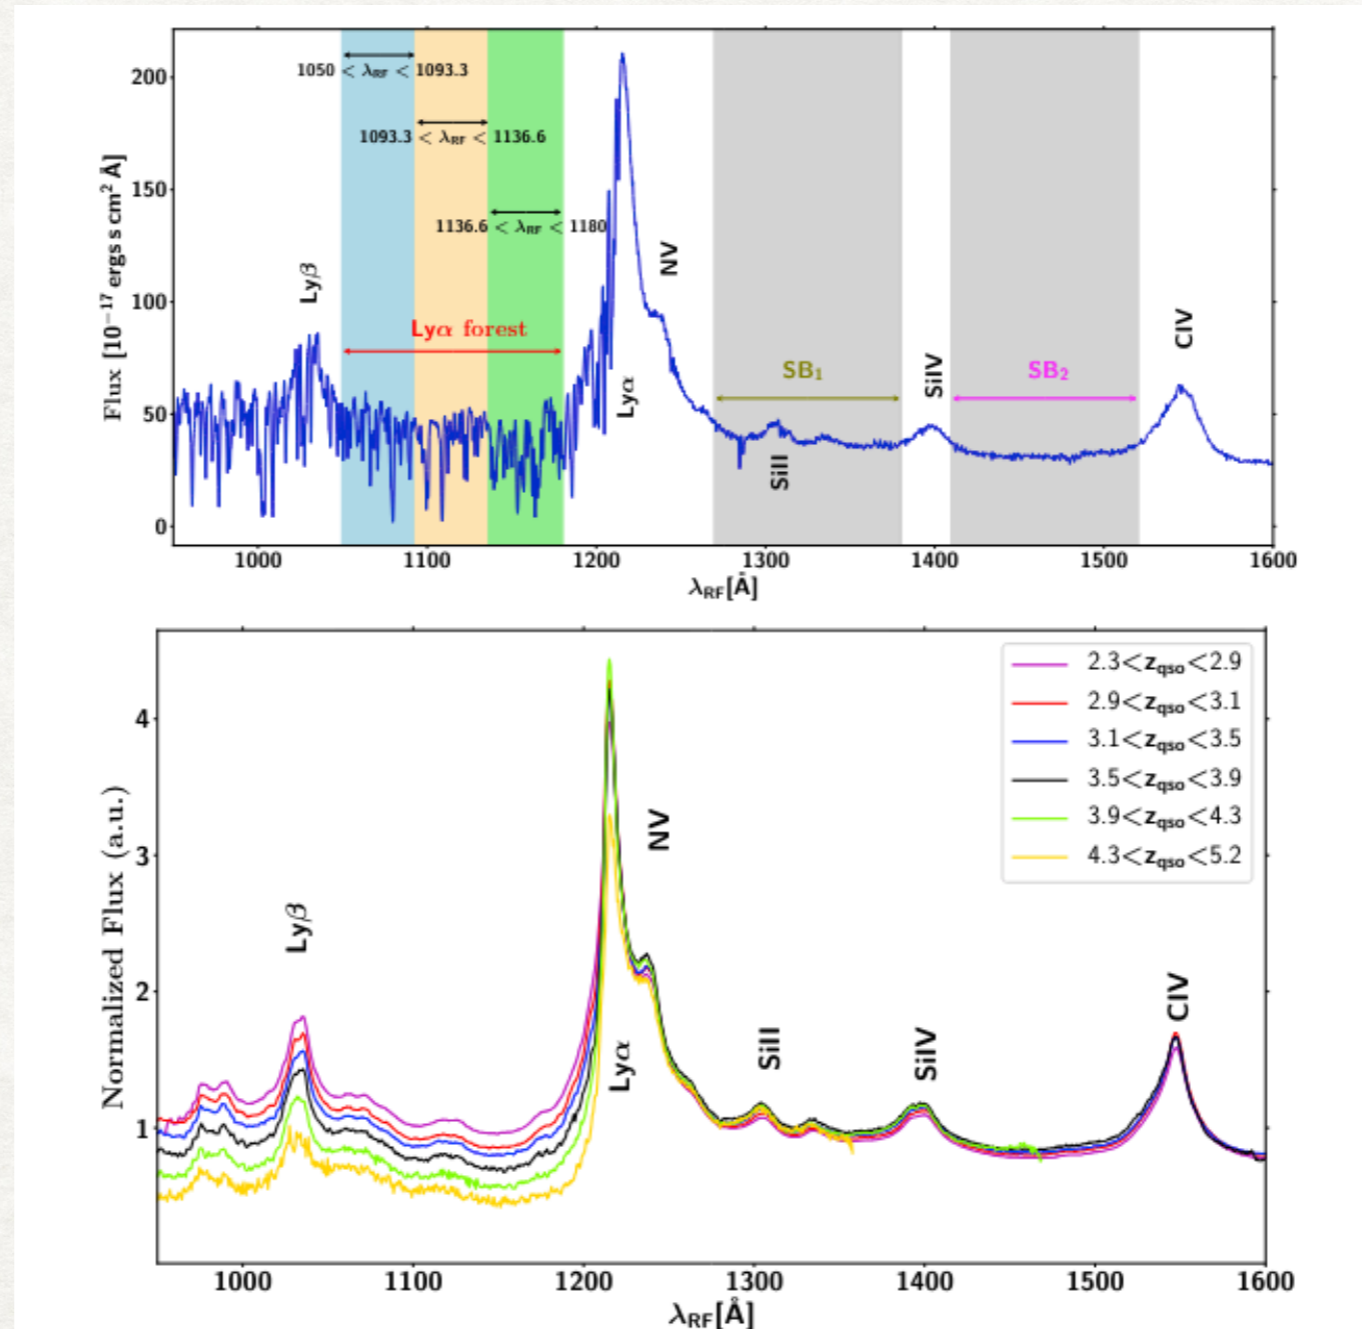 200
150
100
50
0
Flux [10⁻¹⁷ ergs s cm² Å]
1050 < λRF < 1093.3
1093.3 < λRF < 1136.6
1136.6 < λRF < 1180
Lyβ
Lyα forest
Lyα
NV
SB₁
SiII
SiIV
SB₂
CIV
1000 1100 1200 1300 1400 1500 1600
λRF[Å]
4
3
2
1
Normalized Flux (a.u.)
2.3<zqso<2.9
2.9<zqso<3.1
3.1<zqso<3.5
3.5<zqso<3.9
3.9<zqso<4.3
4.3<zqso<5.2
Lyβ
Lyα
NV
SiII
SiIV
CIV
1000 1100 1200 1300 1400 1500 1600
λRF[Å]